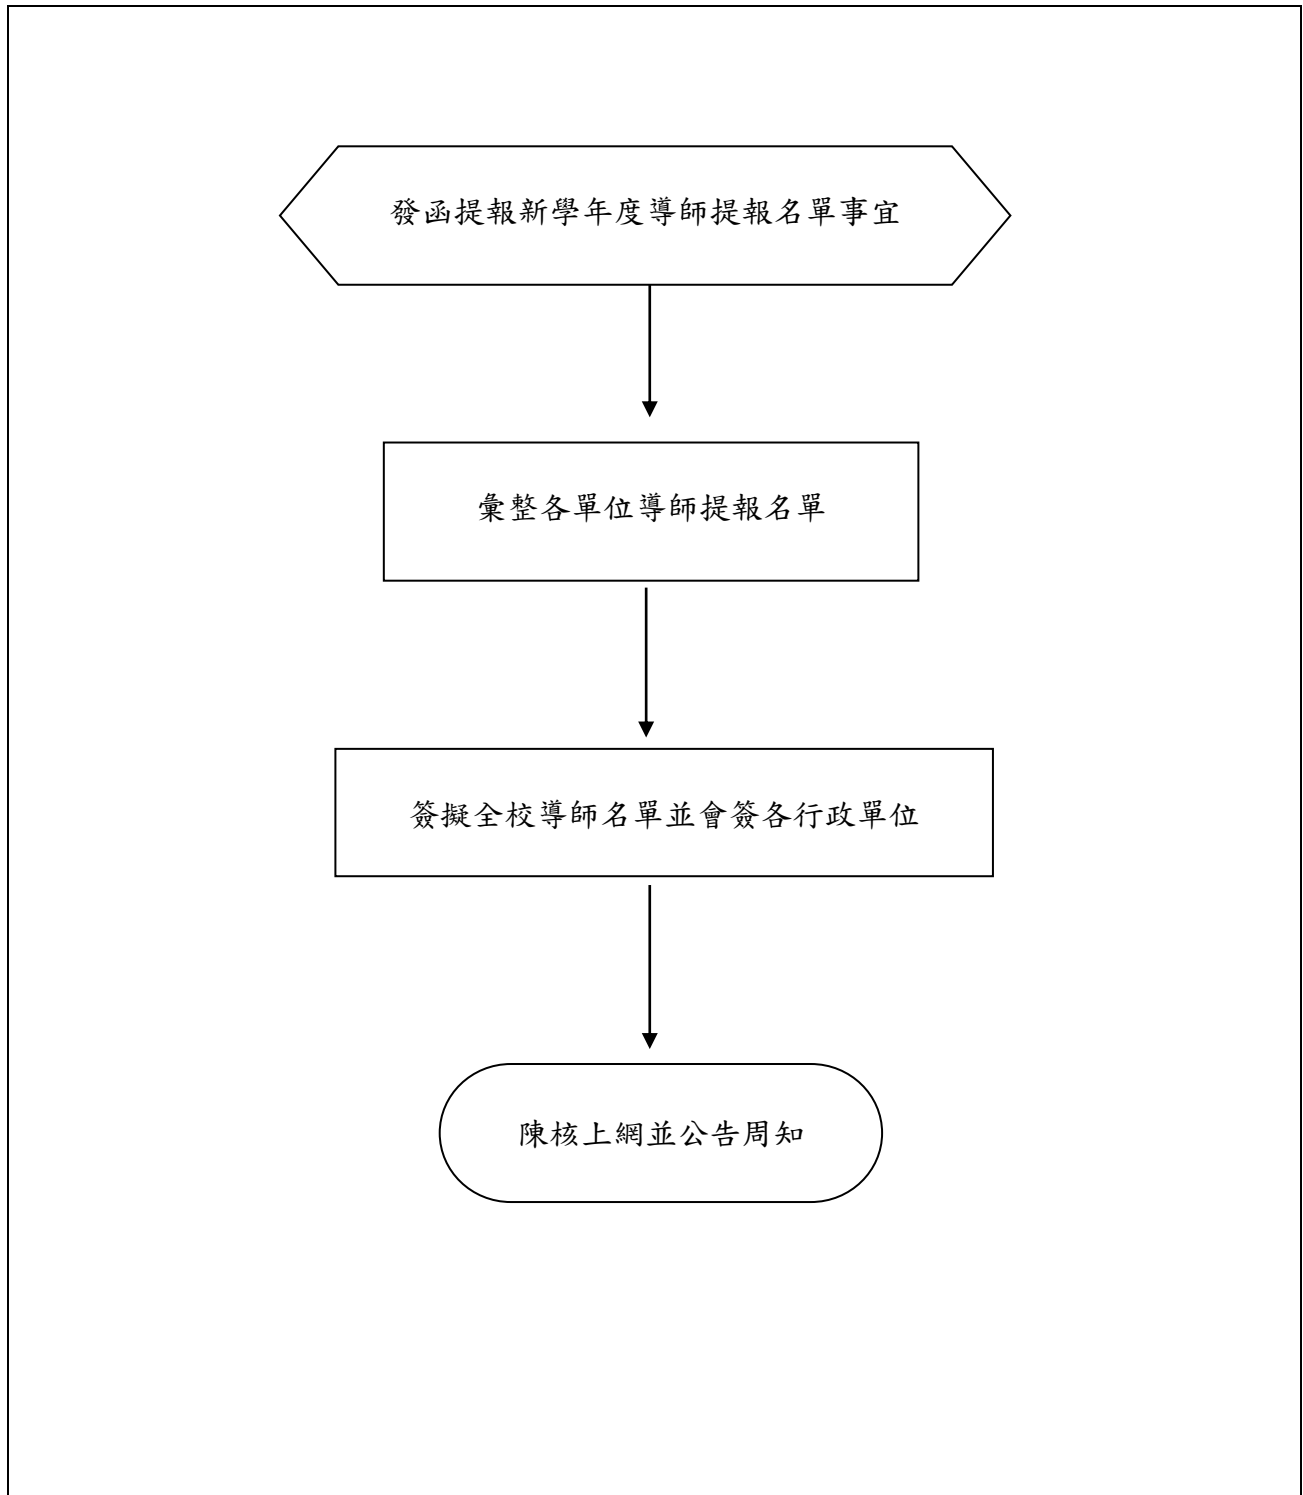 發函提報新學年度導師提報名單事宜
彙整各單位導師提報名單
簽擬全校導師名單並會簽各行政單位
陳核上網並公告周知